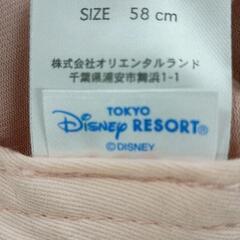 SIZE 58 cm
株式会社オリエンタルランド
千葉県浦安市舞浜1-1
TOKYO
Disney RESORT®
©DISNEY